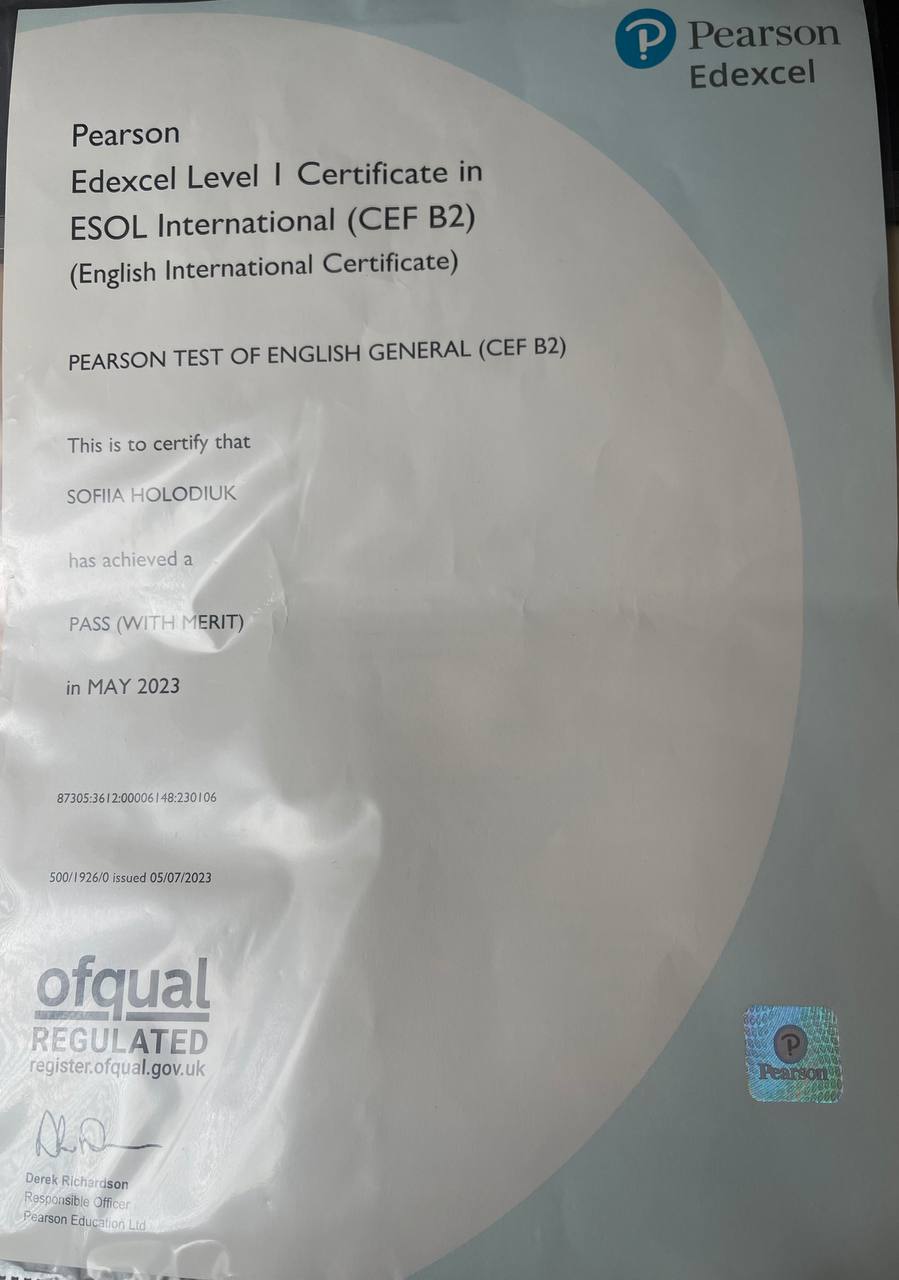 Pearson
Edexcel
Pearson
Edexcel Level 1 Certificate in
ESOL International (CEF B2)
(English International Certificate)
PEARSON TEST OF ENGLISH GENERAL (CEF B2)
This is to certify that
SOFIIA HOLODIUK
has achieved a
PASS (WITH MERIT)
in MAY 2023
87305:3612:00006148:230106
500/1926/0 issued 05/07/2023
ofqual
REGULATED
register.ofqual.gov.uk
Pearson
Derek Richardson
Responsible Officer
Pearson Education Ltd